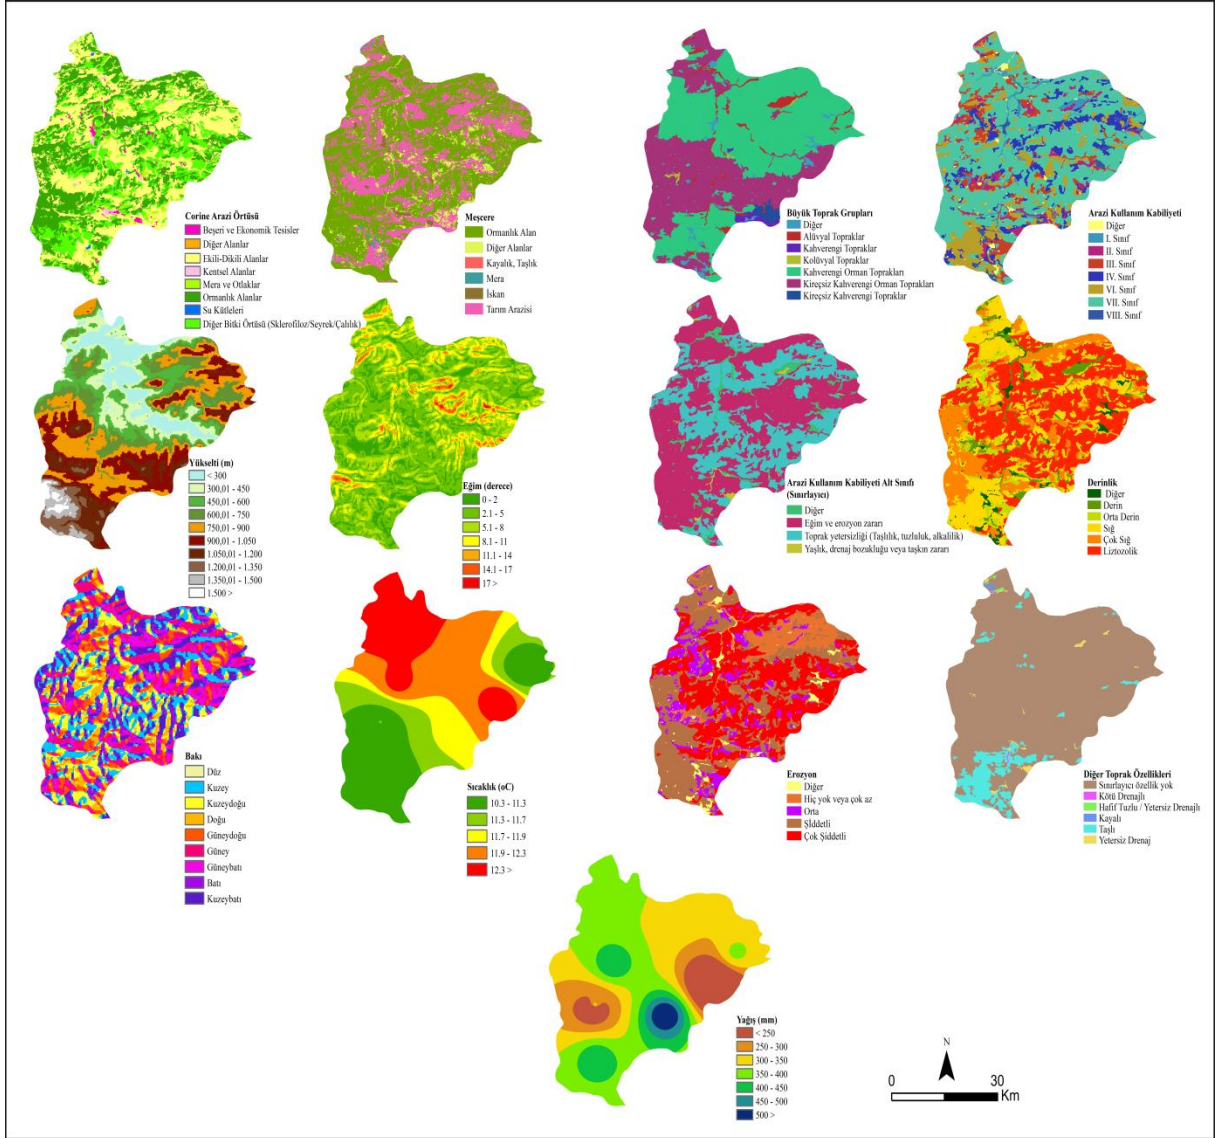 Corine Arazi Örtüsü
Beşeri ve Ekonomik Tesisler
Diğer Alanlar
Ekili-Dikili Alanlar
Kentsel Alanlar
Mera ve Otlaklar
Ormanlık Alanlar
Su Kütleleri
Diğer Bitki Örtüsü (Sklerofiloz/Seyrek/Çalılık)
Meşcere
Ormanlık Alan
Diğer Alanlar
Kayalık, Taşlık
Mera
İskan
Tarım Arazisi
Büyük Toprak Grupları
Diğer
Alüvyal Topraklar
Kahverengi Topraklar
Kolüvyal Topraklar
Kahverengi Orman Toprakları
Kireçsiz Kahverengi Orman Toprakları
Kireçsiz Kahverengi Topraklar
Arazi Kullanım Kabiliyeti
Diğer
I. Sınıf
II. Sınıf
III. Sınıf
IV. Sınıf
VI. Sınıf
VII. Sınıf
VIII. Sınıf
Yükselti (m)
< 300
300,01 - 450
450,01 - 600
600,01 - 750
750,01 - 900
900,01 - 1.050
1.050,01 - 1.200
1.200,01 - 1.350
1.350,01 - 1.500
1.500 >
Eğim (derece)
0 - 2
2.1 - 5
5.1 - 8
8.1 - 11
11.1 - 14
14.1 - 17
17 >
Arazi Kullanım Kabiliyeti Alt Sınıfı
(Sınırlayıcı)
Diğer
Eğim ve erozyon zararı
Toprak yetersizliği (Taşlılık, tuzluluk, alkalilik)
Yaşlık, drenaj bozukluğu veya taşkın zararı
Derinlik
Diğer
Derin
Orta Derin
Sığ
Çok Sığ
Liztozolik
Bakı
Düz
Kuzey
Kuzeydoğu
Doğu
Güneydoğu
Güney
Güneybatı
Batı
Kuzeybatı
Sıcaklık (oC)
10.3 - 11.3
11.3 - 11.7
11.7 - 11.9
11.9 - 12.3
12.3 >
Erozyon
Diğer
Hiç yok veya çok az
Orta
Şİddetli
Çok Şiddetli
Diğer Toprak Özellikleri
Sınırlayıcı özellik yok
Kötü Drenajlı
Hafif Tuzlu / Yetersiz Drenajlı
Kayalı
Taşlı
Yetersiz Drenaj
Yağış (mm)
< 250
250 - 300
300 - 350
350 - 400
400 - 450
450 - 500
500 >
N
0 30
Km